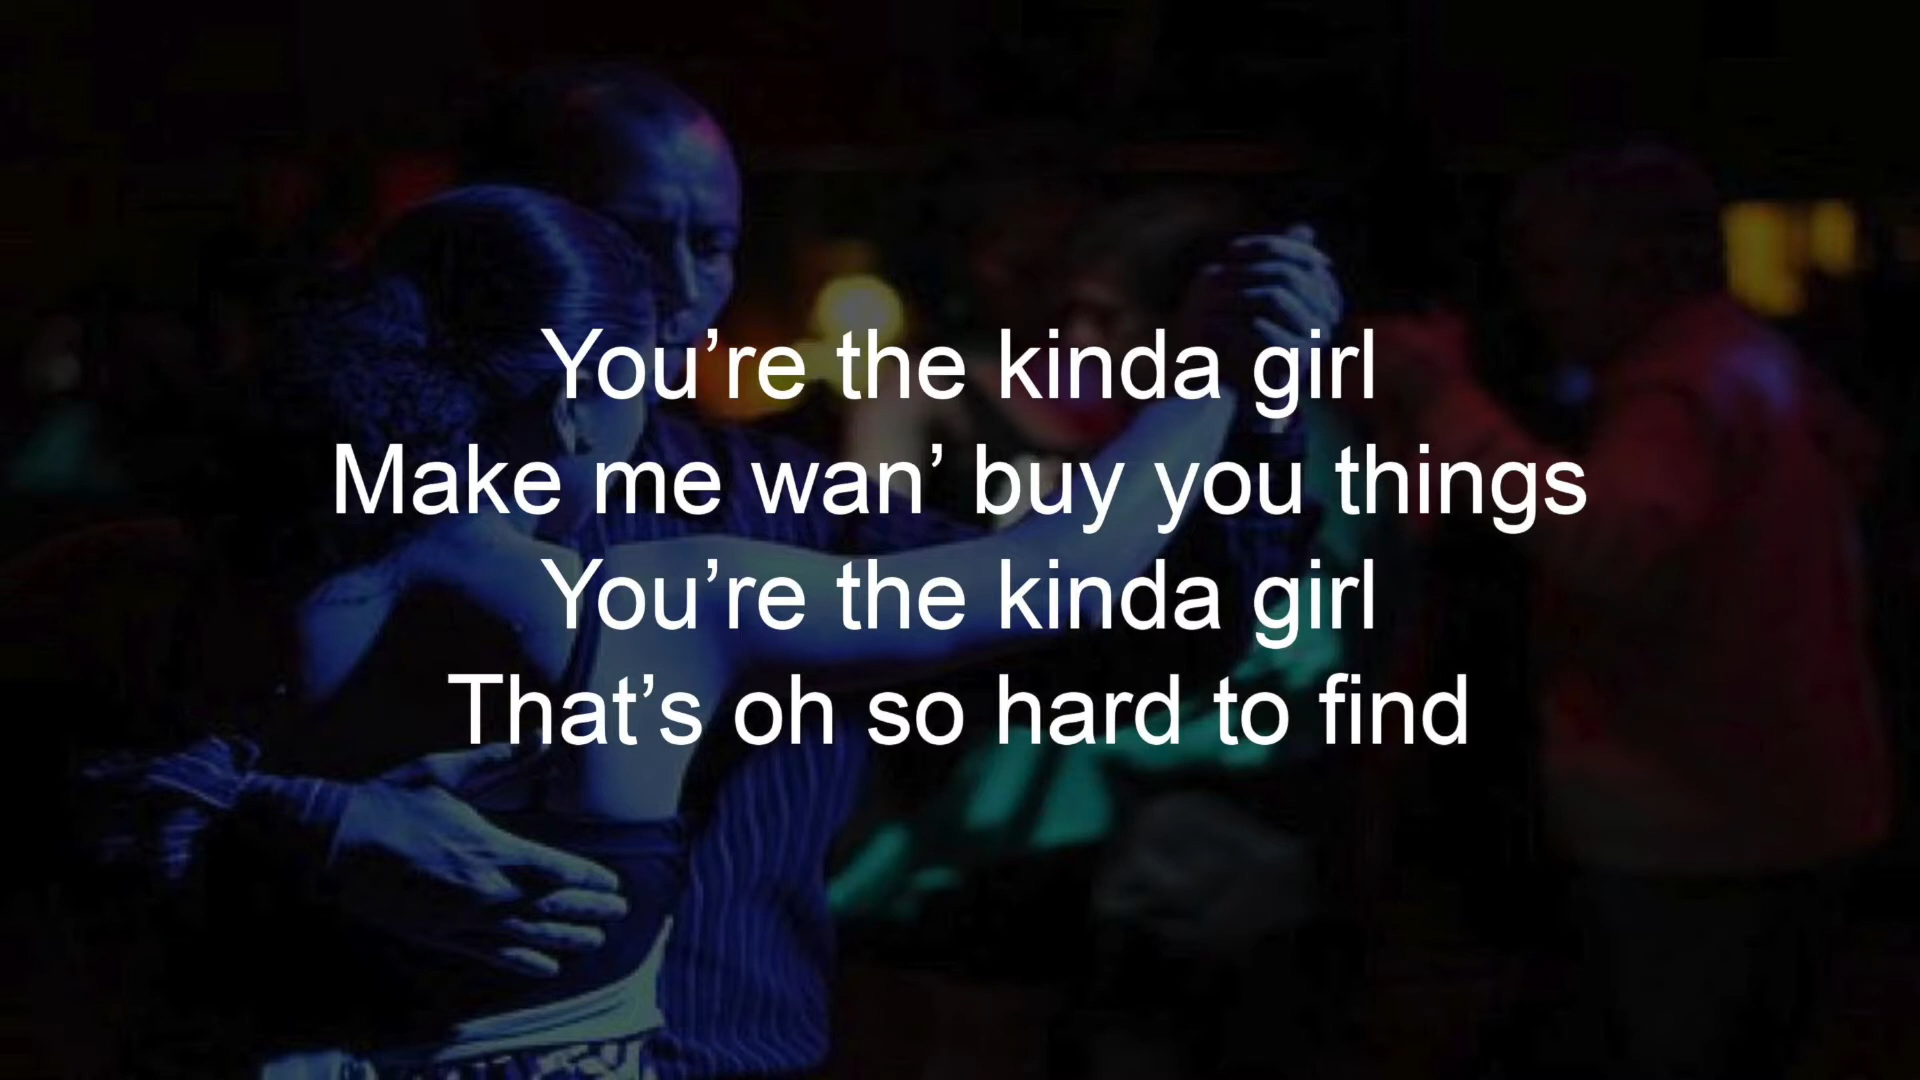 You’re the kinda girl
Make me wan’ buy you things
You’re the kinda girl
That’s oh so hard to find